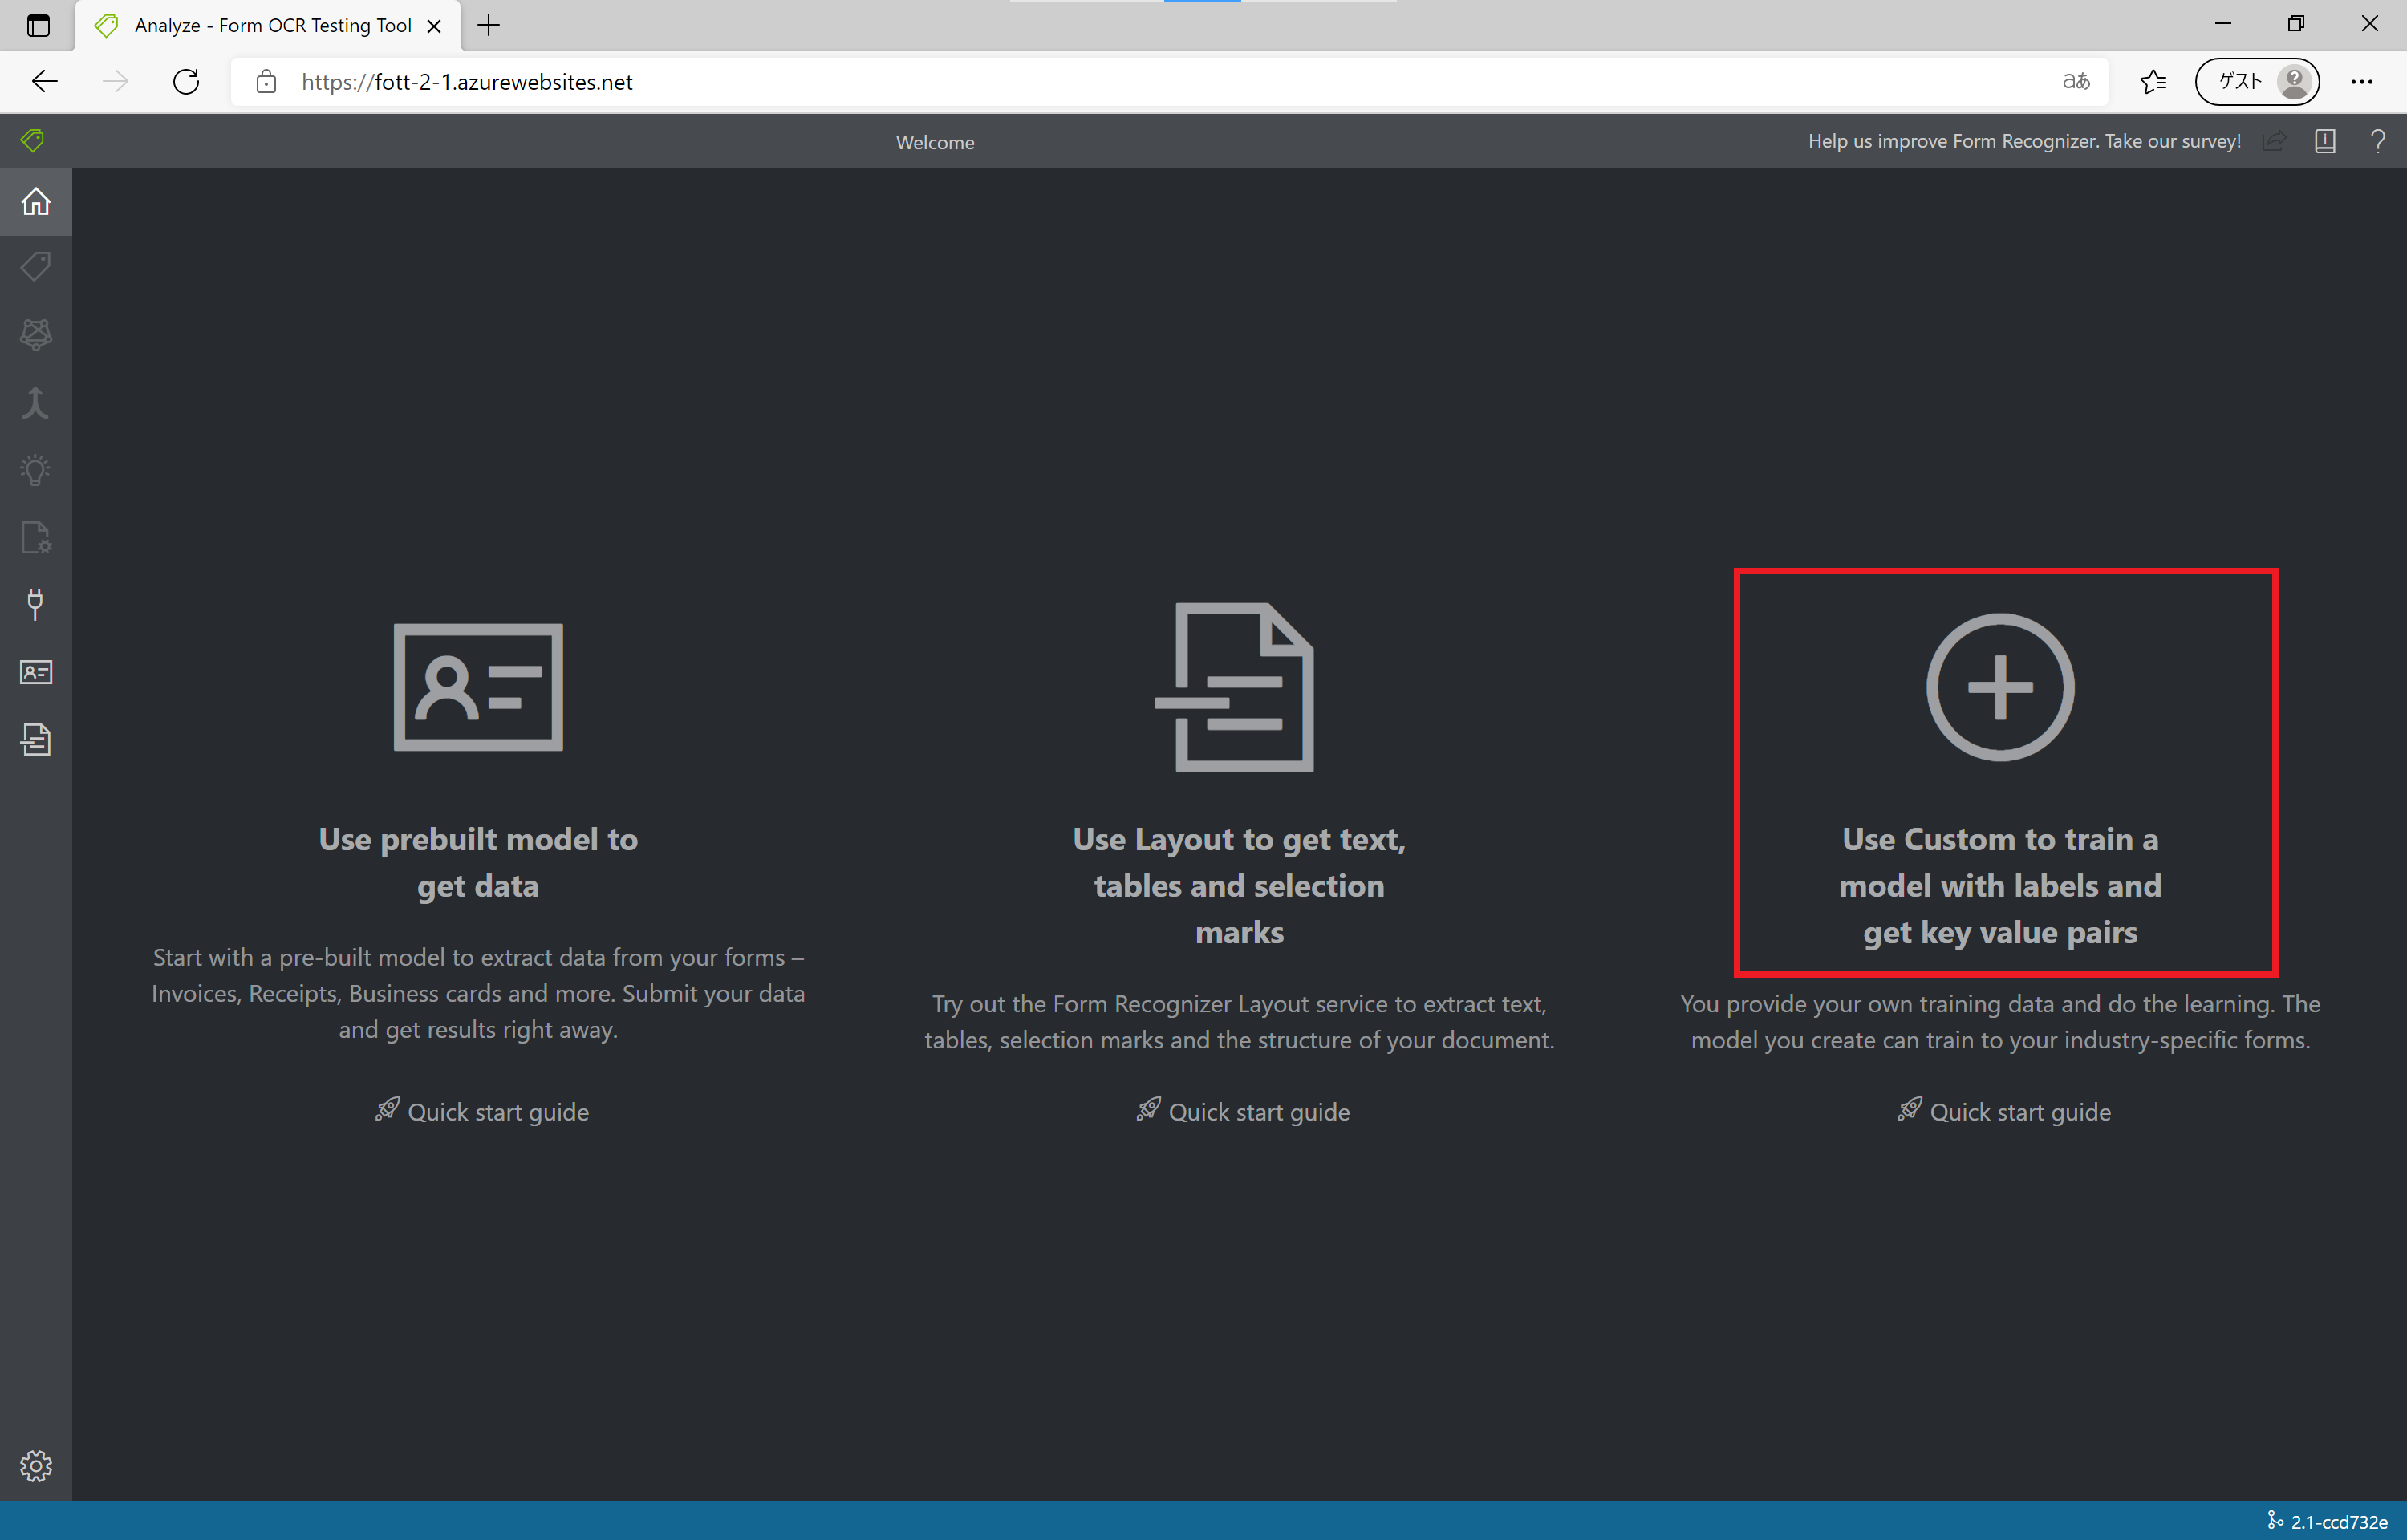 Analyze - Form OCR Testing Tool
https://fott-2-1.azurewebsites.net
aあ
ゲスト
Welcome
Help us improve Form Recognizer. Take our survey!
Use prebuilt model to
get data
Start with a pre-built model to extract data from your forms –
Invoices, Receipts, Business cards and more. Submit your data
and get results right away.
Quick start guide
Use Layout to get text,
tables and selection
marks
Try out the Form Recognizer Layout service to extract text,
tables, selection marks and the structure of your document.
Quick start guide
Use Custom to train a
model with labels and
get key value pairs
You provide your own training data and do the learning. The
model you create can train to your industry-specific forms.
Quick start guide
2.1-ccd732e